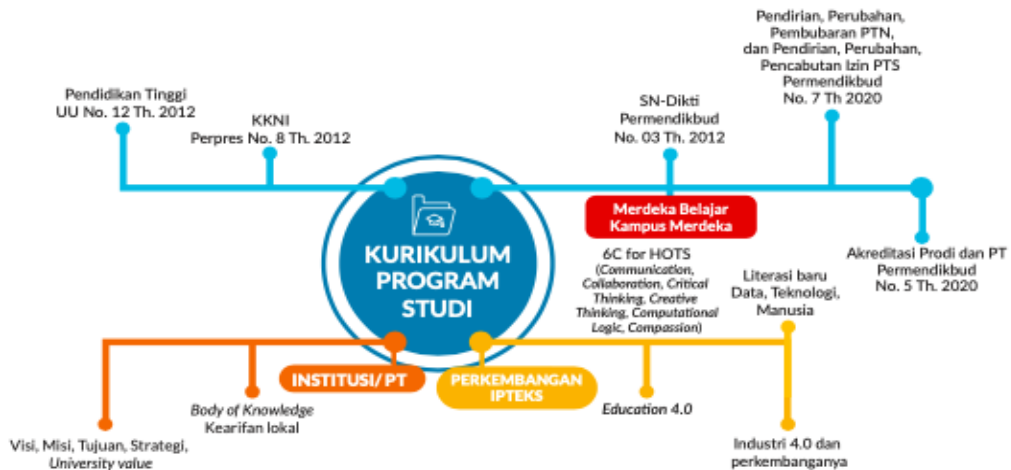 Pendidikan Tinggi
UU No. 12 Th. 2012
KKNI
Perpres No. 8 Th. 2012
SN-Dikti
Permendikbud
No. 03 Th. 2012
Pendirian, Perubahan,
Pembubaran PTN,
dan Pendirian, Perubahan,
Pencabutan Izin PTS
Permendikbud
No. 7 Th 2020
Merdeka Belajar
Kampus Merdeka
KURIKULUM
PROGRAM
STUDI
6C for HOTS
(Communication,
Collaboration, Critical
Thinking, Creative
Thinking, Computational
Logic, Compassion)
Literasi baru
Data, Teknologi,
Manusia
Akreditasi Prodi dan PT
Permendikbud
No. 5 Th. 2020
INSTITUSI/ PT
PERKEMBANGAN
IPTEKS
Body of Knowledge
Kearifan lokal
Education 4.0
Visi, Misi, Tujuan, Strategi,
University value
Industri 4.0 dan
perkembanganya